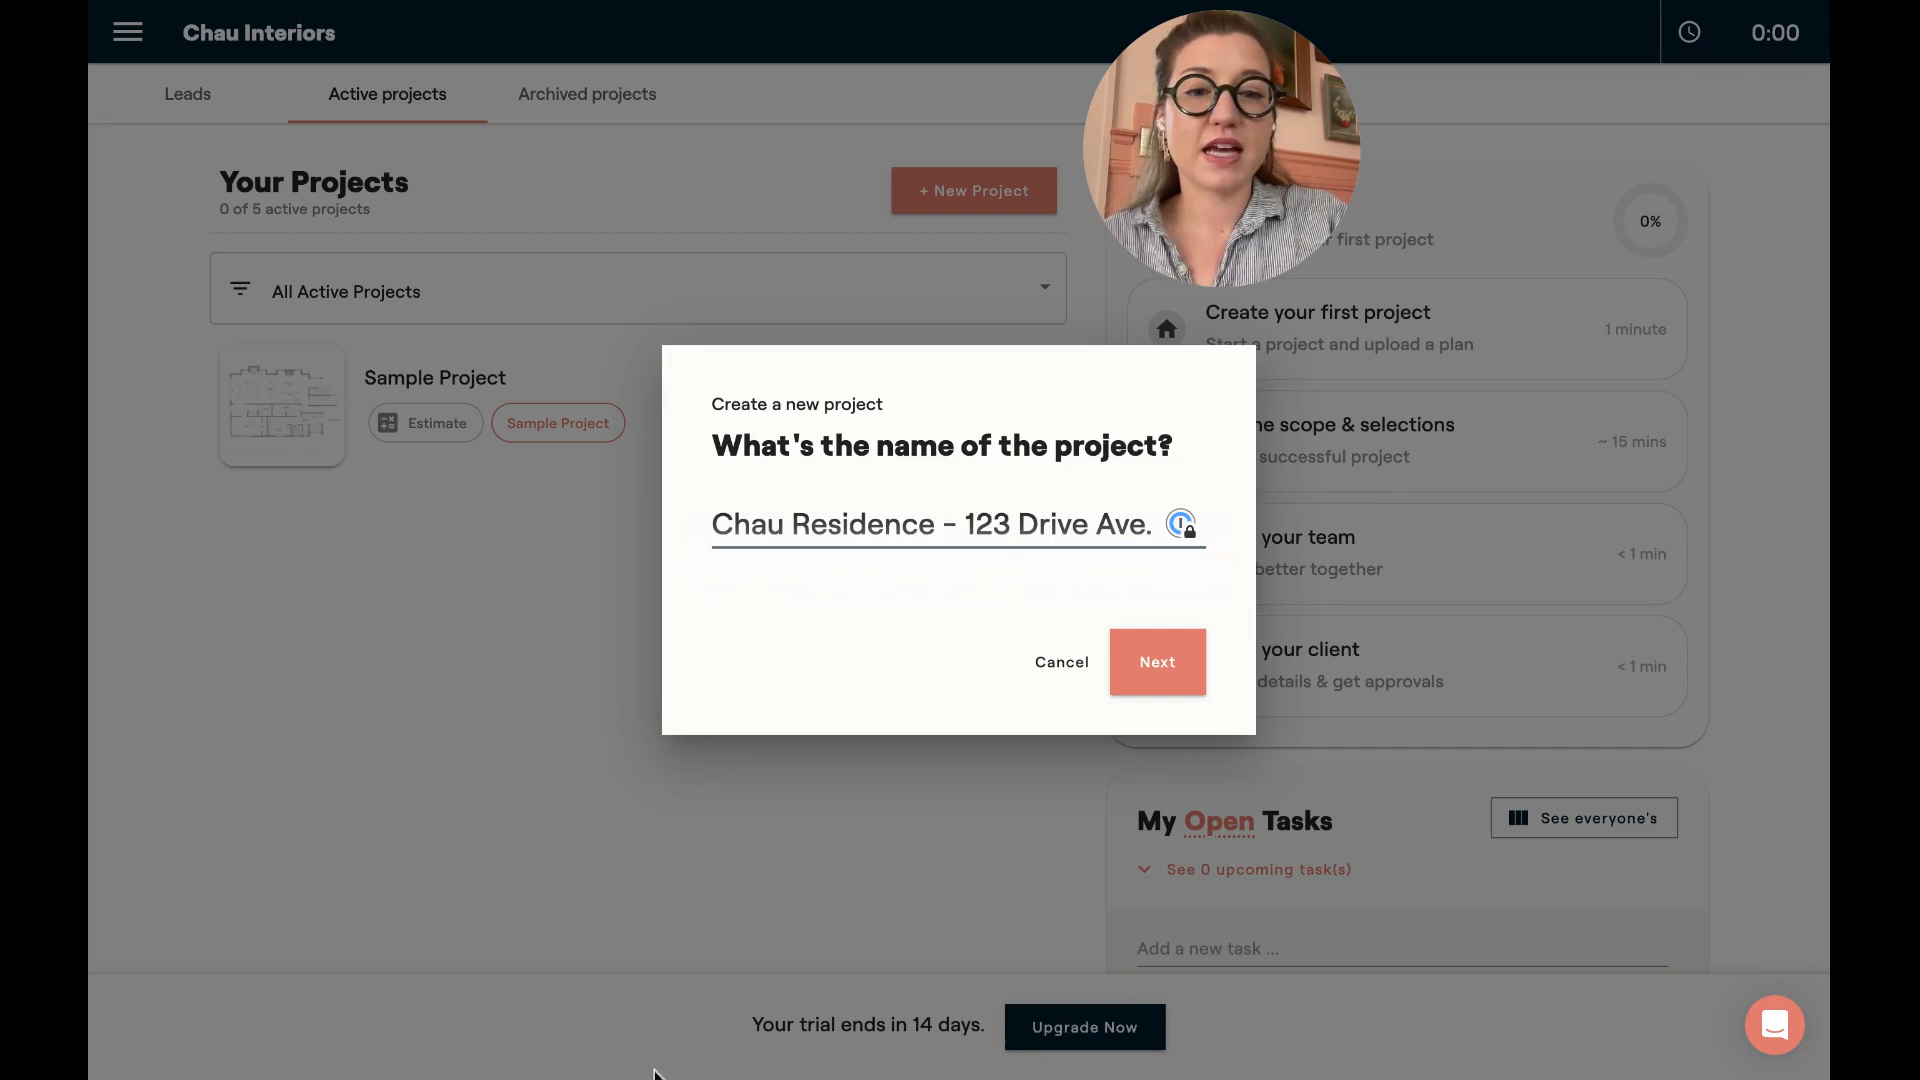 Chau Interiors
0:00
Leads
Active projects
Archived projects
Your Projects
0 of 5 active projects
+ New Project
All Active Projects
Sample Project
Estimate
Sample Project
first project
0%
Create your first project
Start a project and upload a plan
1 minute
scope & selections
successful project
~ 15 mins
your team
better together
< 1 min
your client
details & get approvals
< 1 min
Create a new project
What's the name of the project?
Chau Residence - 123 Drive Ave.
Cancel
Next
My Open Tasks
See everyone's
See 0 upcoming task(s)
Add a new task ...
Your trial ends in 14 days.
Upgrade Now